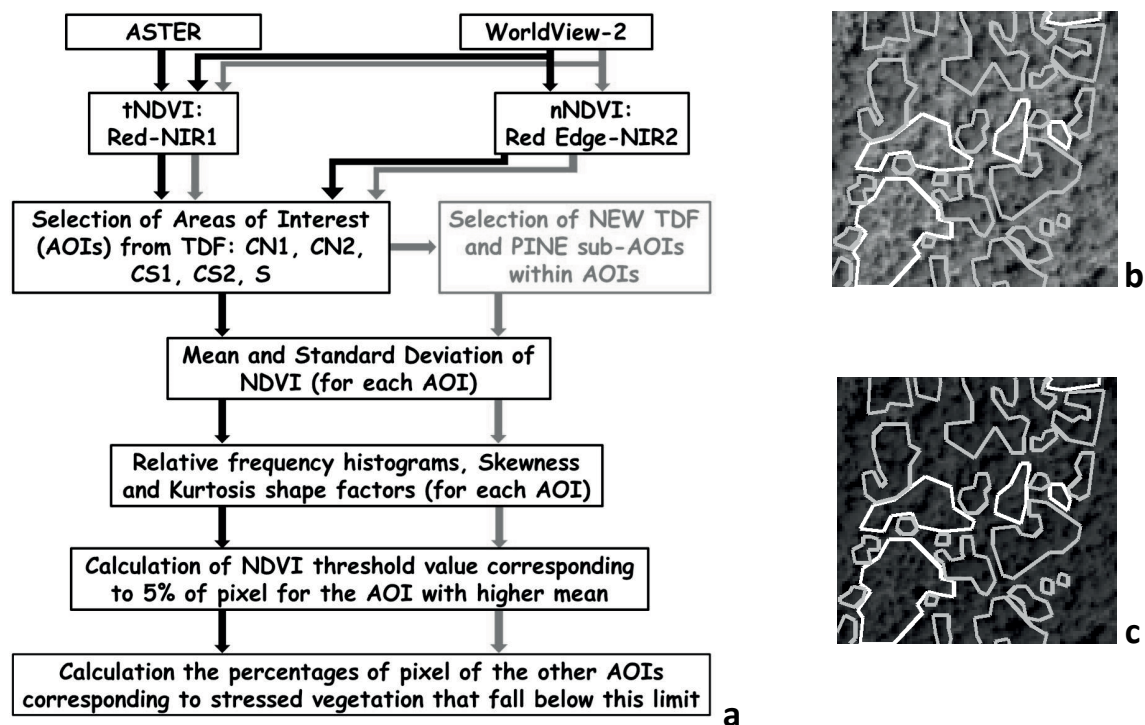 ASTER
WorldView-2
tNDVI:
Red-NIR1
nNDVI:
Red Edge-NIR2
Selection of Areas of Interest
(AOIs) from TDF: CN1, CN2,
CS1, CS2, S
Selection of NEW TDF
and PINE sub-AOIs
within AOIs
Mean and Standard Deviation of
NDVI (for each AOI)
Relative frequency histograms, Skewness
and Kurtosis shape factors (for each AOI)
Calculation of NDVI threshold value corresponding
to 5% of pixel for the AOI with higher mean
Calculation the percentages of pixel of the other AOIs
corresponding to stressed vegetation that fall below this limit
a
b
c